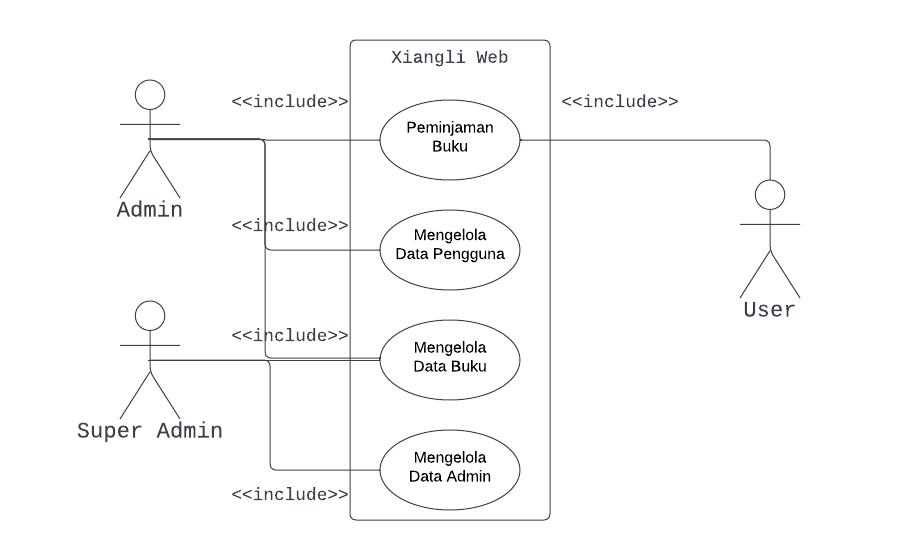 Xiangli Web
<<include>>
<<include>>
Peminjaman
Buku
Admin
<<include>>
Mengelola
Data Pengguna
User
<<include>>
Mengelola
Data Buku
Super Admin
Mengelola
Data Admin
<<include>>